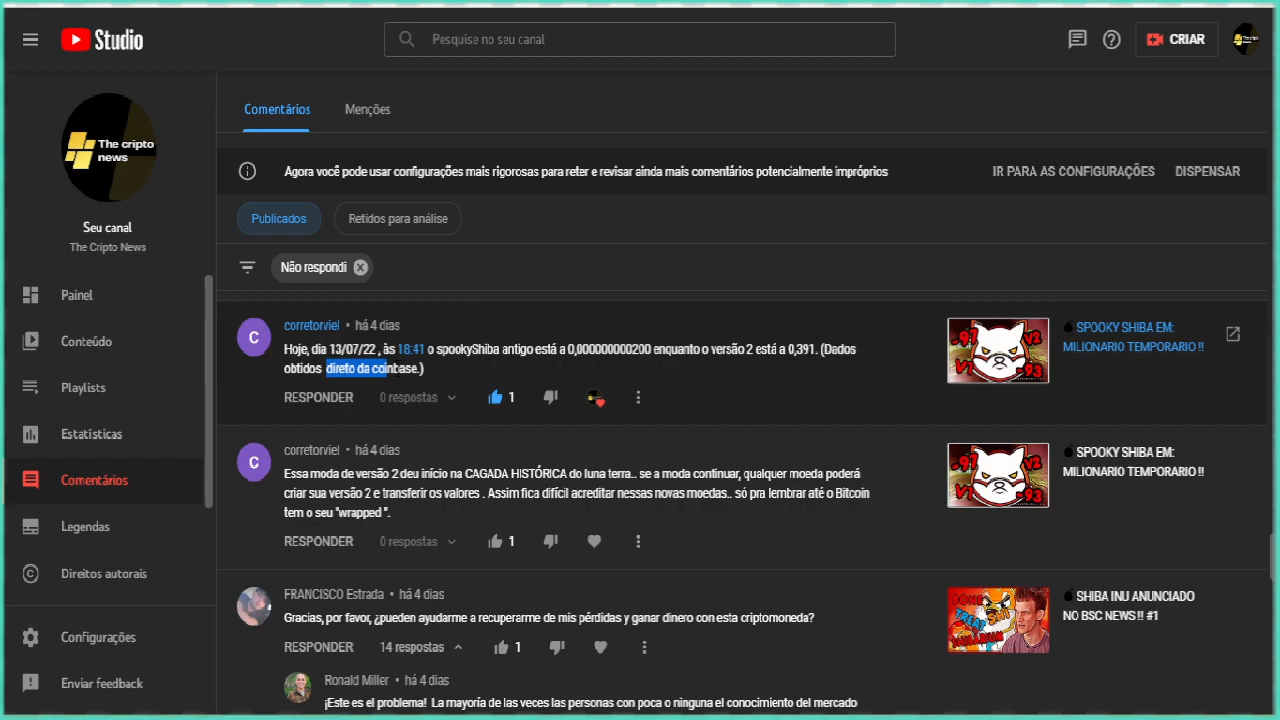 Studio
Pesquise no seu canal
CRIAR
The cripto
news
Seu canal
The Cripto News
Painel
Conteúdo
Playlists
Estatísticas
Comentários
Legendas
Direitos autorais
Configurações
Enviar feedback
Comentários Menções
Agora você pode usar configurações mais rigorosas para reter e revisar ainda mais comentários potencialmente impróprios
IR PARA AS CONFIGURAÇÕES DISPENSAR
Publicados Retidos para análise
Não respondi
C
corretorviel • há 4 dias
Hoje, dia 13/07/22 , às 18:41 o spookyShiba antigo está a 0,000000000200 enquanto o versão 2 está a 0,391. (Dados
obtidos direto da coinbase.)
RESPONDER 0 respostas 1
97 V2
V1 93
SPOOKY SHIBA EM:
MILIONARIO TEMPORARIO !!
C
corretorviel • há 4 dias
Essa moda de versão 2 deu início na CAGADA HISTÓRICA do luna terra... se a moda continuar, qualquer moeda poderá
criar sua versão 2 e transferir os valores . Assim fica difícil acreditar nessas novas moedas.. só pra lembrar até o Bitcoin
tem o seu "wrapped ".
RESPONDER 0 respostas 1
97 V2
V1 93
SPOOKY SHIBA EM:
MILIONARIO TEMPORARIO !!
FRANCISCO Estrada • há 4 dias
Gracias, por favor, ¿pueden ayudarme a recuperarme de mis pérdidas y ganar dinero con esta criptomoneda?
RESPONDER 14 respostas 1
SHIBA INU ANUNCIADO
NO BSC NEWS !! #1
Ronald Miller • há 4 dias
¡Este es el problema! La mayoría de las veces las personas con poca o ninguna el conocimiento del mercado